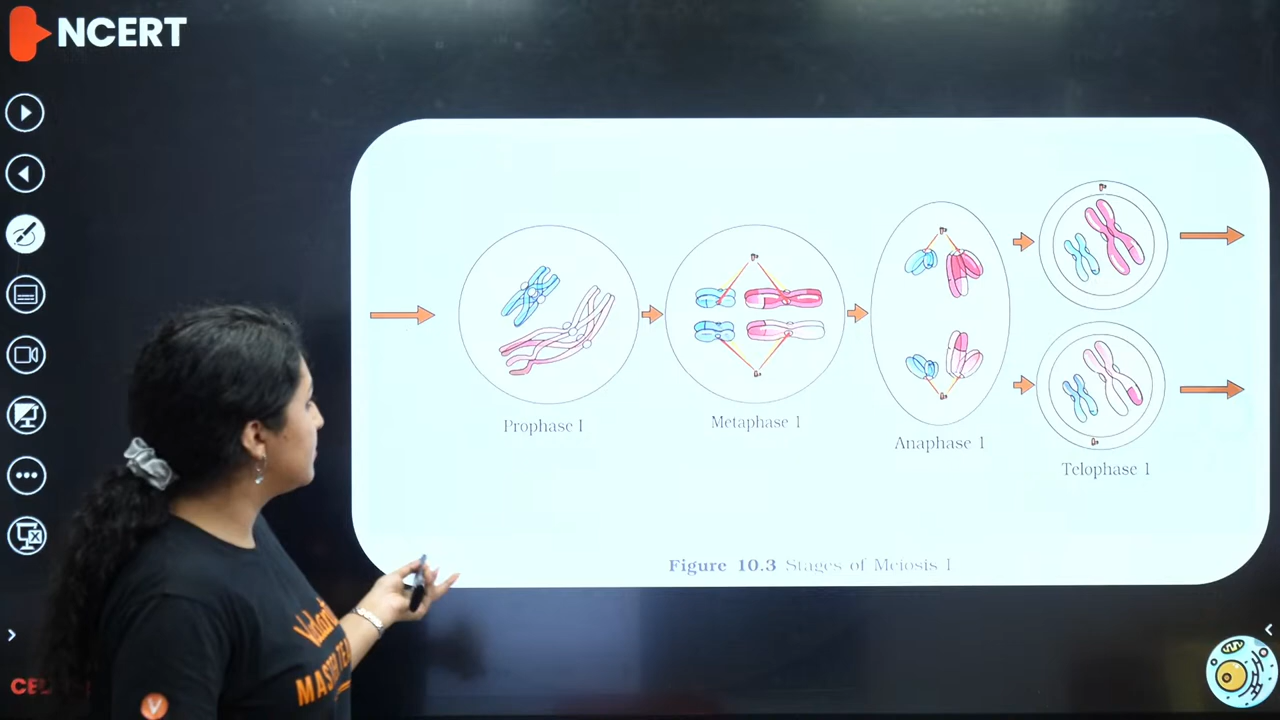 NCERT
Prophase I
Metaphase 1
Anaphase 1
Telophase 1
Figure 10.3 Stages of Meiosis I
V